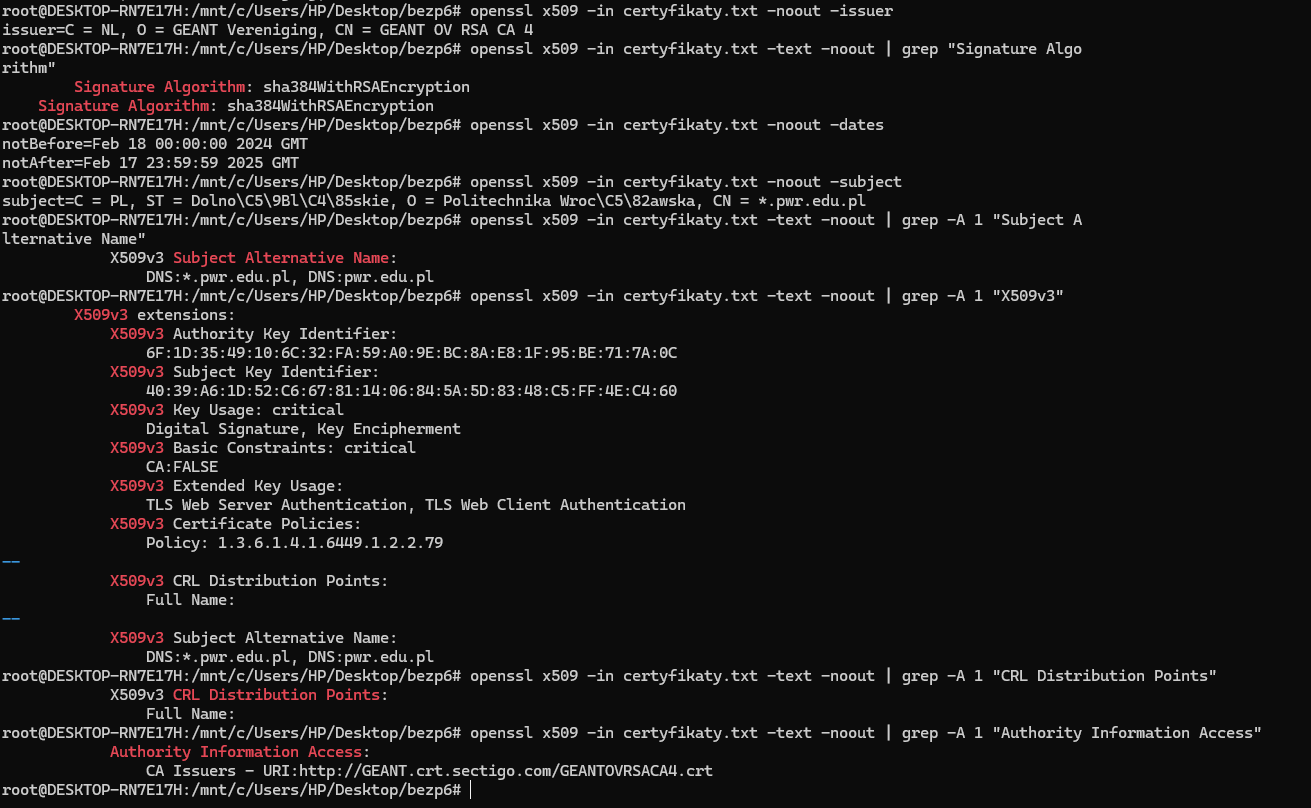 root@DESKTOP-RN7E17H:/mnt/c/Users/HP/Desktop/bezp6# openssl x509 -in certyfikaty.txt -noout -issuer
issuer=C = NL, O = GEANT Vereniging, CN = GEANT OV RSA CA 4
root@DESKTOP-RN7E17H:/mnt/c/Users/HP/Desktop/bezp6# openssl x509 -in certyfikaty.txt -text -noout | grep "Signature Algo
rithm"
        Signature Algorithm: sha384WithRSAEncryption
    Signature Algorithm: sha384WithRSAEncryption
root@DESKTOP-RN7E17H:/mnt/c/Users/HP/Desktop/bezp6# openssl x509 -in certyfikaty.txt -noout -dates
notBefore=Feb 18 00:00:00 2024 GMT
notAfter=Feb 17 23:59:59 2025 GMT
root@DESKTOP-RN7E17H:/mnt/c/Users/HP/Desktop/bezp6# openssl x509 -in certyfikaty.txt -noout -subject
subject=C = PL, ST = Dolno\C5\9Bl\C4\85skie, O = Politechnika Wroc\C5\82awska, CN = *.pwr.edu.pl
root@DESKTOP-RN7E17H:/mnt/c/Users/HP/Desktop/bezp6# openssl x509 -in certyfikaty.txt -text -noout | grep -A 1 "Subject A
lternative Name"
            X509v3 Subject Alternative Name:
                DNS:*.pwr.edu.pl, DNS:pwr.edu.pl
root@DESKTOP-RN7E17H:/mnt/c/Users/HP/Desktop/bezp6# openssl x509 -in certyfikaty.txt -text -noout | grep -A 1 "X509v3"
        X509v3 extensions:
            X509v3 Authority Key Identifier:
                6F:1D:35:49:10:6C:32:FA:59:A0:9E:BC:8A:E8:1F:95:BE:71:7A:0C
            X509v3 Subject Key Identifier:
                40:39:A6:1D:52:C6:67:81:14:06:84:5A:5D:83:48:C5:FF:4E:C4:60
            X509v3 Key Usage: critical
                Digital Signature, Key Encipherment
            X509v3 Basic Constraints: critical
                CA:FALSE
            X509v3 Extended Key Usage:
                TLS Web Server Authentication, TLS Web Client Authentication
            X509v3 Certificate Policies:
                Policy: 1.3.6.1.4.1.6449.1.2.2.79
--
            X509v3 CRL Distribution Points:
                Full Name:
--
            X509v3 Subject Alternative Name:
                DNS:*.pwr.edu.pl, DNS:pwr.edu.pl
root@DESKTOP-RN7E17H:/mnt/c/Users/HP/Desktop/bezp6# openssl x509 -in certyfikaty.txt -text -noout | grep -A 1 "CRL Distribution Points"
            X509v3 CRL Distribution Points:
                Full Name:
root@DESKTOP-RN7E17H:/mnt/c/Users/HP/Desktop/bezp6# openssl x509 -in certyfikaty.txt -text -noout | grep -A 1 "Authority Information Access"
            Authority Information Access:
                CA Issuers - URI:http://GEANT.crt.sectigo.com/GEANTOVRSACA4.crt
root@DESKTOP-RN7E17H:/mnt/c/Users/HP/Desktop/bezp6#